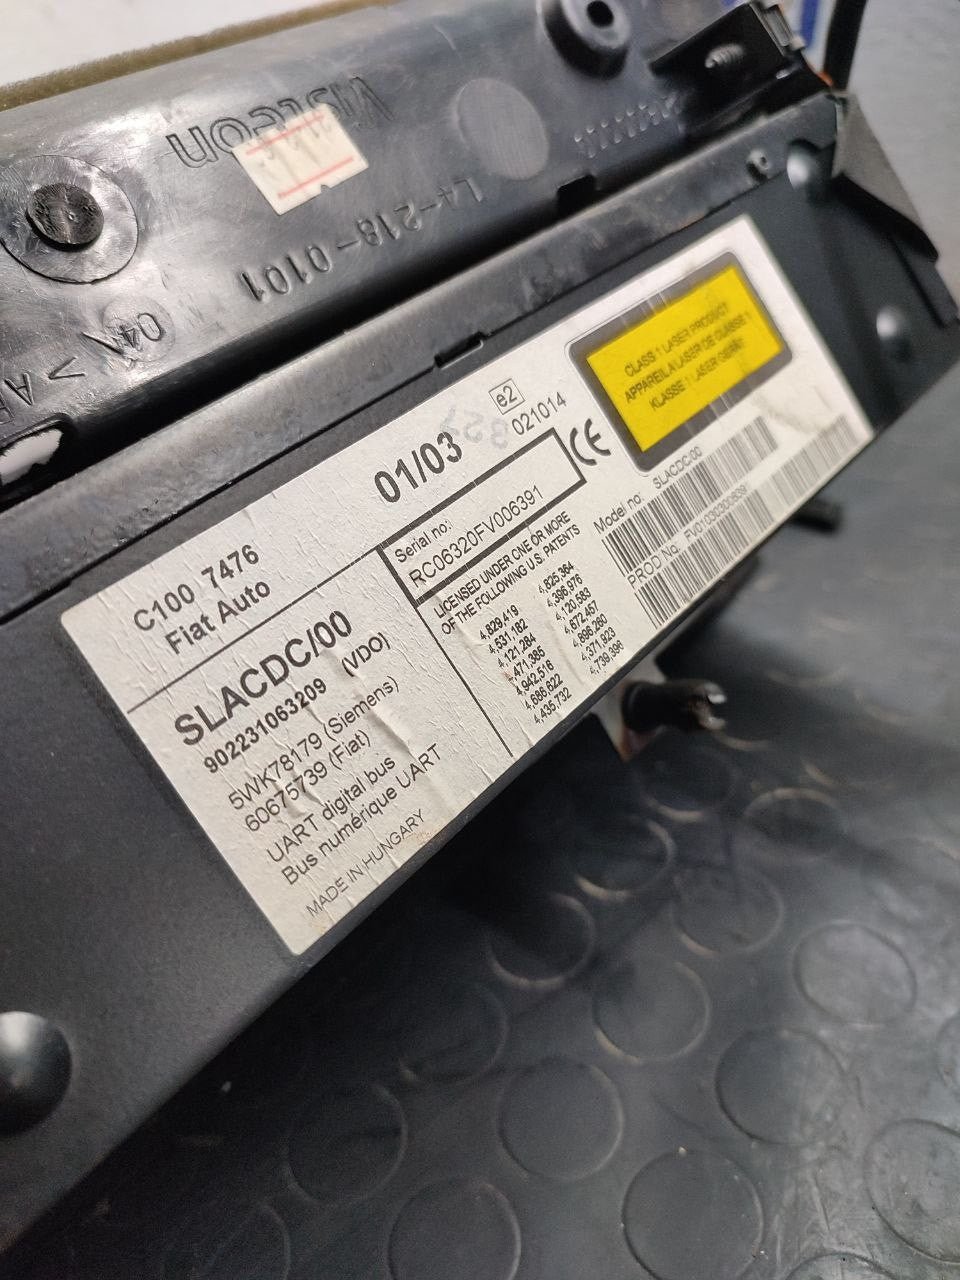 Visteon
L4-218-0101
04
C100 7476
Fiat Auto
01/03
e2
021014
CE
CLASS 1 LASER PRODUCT
APPAREIL A LASER DE CLASSE 1
KLASSE 1 LASER GERÄT
SLACDC/00
902231063209 (VDO)
5WK78179 (Siemens)
60675739 (Fiat)
UART digital bus
Bus numérique UART
MADE IN HUNGARY
Serial no:
RC06320FV006391
LICENSED UNDER ONE OR MORE
OF THE FOLLOWING U.S. PATENTS
4,829,419 4,825,364
4,531,182 4,396,976
4,121,284 4,120,583
4,471,385 4,872,457
4,942,516 4,896,260
4,686,622 4,371,923
4,435,732 4,739,396
Model no: SLACDC/00
PROD No: